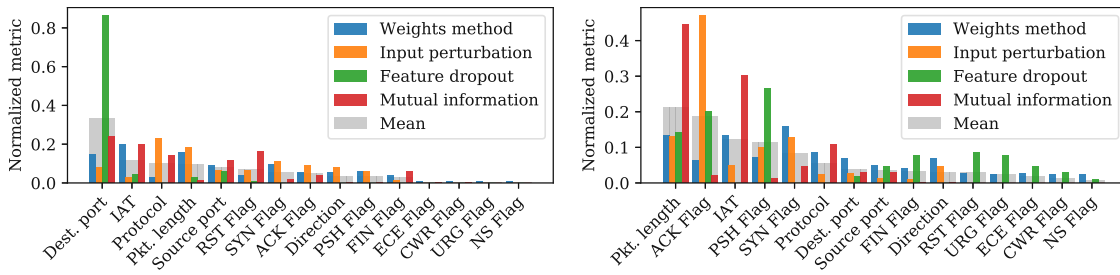 Normalized metric
0.8
0.6
0.4
0.2
0.0
Weights method
Input perturbation
Feature dropout
Mutual information
Mean
Dest. port
IAT
Protocol
Pkt. length
Source port
RST Flag
SYN Flag
ACK Flag
Direction
PSH Flag
FIN Flag
ECE Flag
CWR Flag
URG Flag
NS Flag
Normalized metric
0.4
0.3
0.2
0.1
0.0
Weights method
Input perturbation
Feature dropout
Mutual information
Mean
Pkt. length
ACK Flag
IAT
PSH Flag
SYN Flag
Protocol
Dest. port
Source port
FIN Flag
Direction
RST Flag
URG Flag
ECE Flag
CWR Flag
NS Flag